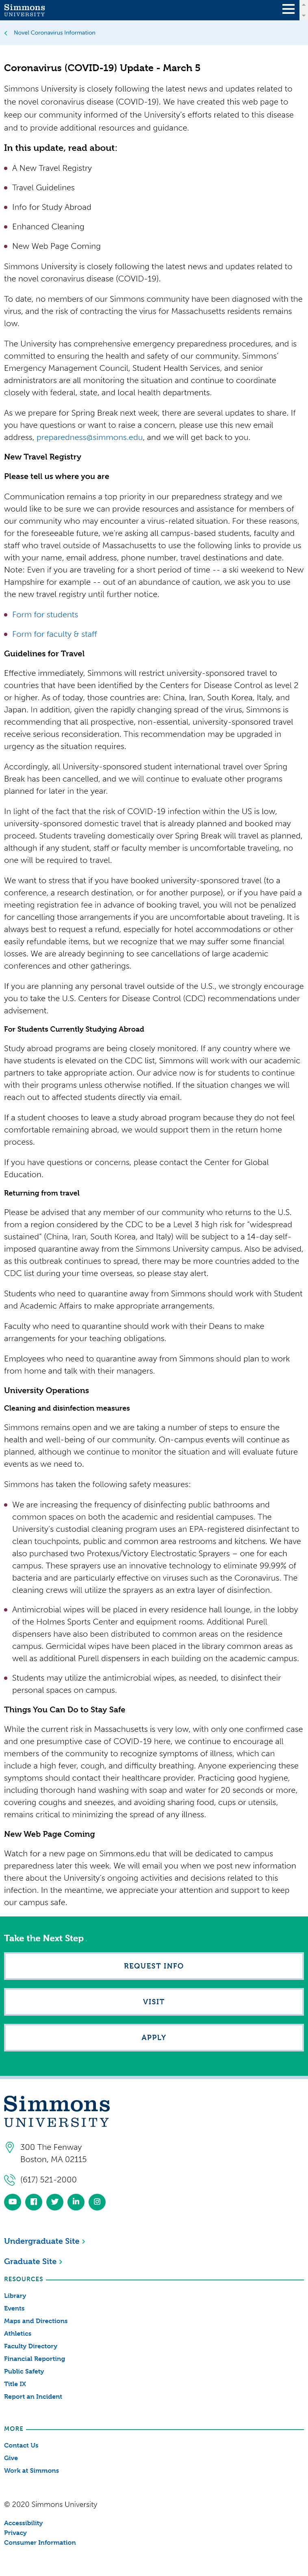 Simmons
UNIVERSITY
Novel Coronavirus Information
Coronavirus (COVID-19) Update - March 5
Simmons University is closely following the latest news and updates related to
the novel coronavirus disease (COVID-19). We have created this web page to
keep our community informed of the University's efforts related to this disease
and to provide additional resources and guidance.
In this update, read about:
A New Travel Registry
Travel Guidelines
Info for Study Abroad
Enhanced Cleaning
New Web Page Coming
Simmons University is closely following the latest news and updates related to
the novel coronavirus disease (COVID-19).
To date, no members of our Simmons community have been diagnosed with the
virus, and the risk of contracting the virus for Massachusetts residents remains
low.
The University has comprehensive emergency preparedness procedures, and is
committed to ensuring the health and safety of our community. Simmons'
Emergency Management Council, Student Health Services, and senior
administrators are all monitoring the situation and continue to coordinate
closely with federal, state, and local health departments.
As we prepare for Spring Break next week, there are several updates to share. If
you have questions or want to raise a concern, please use this new email
address, preparedness@simmons.edu, and we will get back to you.
New Travel Registry
Please tell us where you are
Communication remains a top priority in our preparedness strategy and we
would like to be sure we can provide resources and assistance for members of
our community who may encounter a virus-related situation. For these reasons,
for the foreseeable future, we're asking all campus-based students, faculty and
staff who travel outside of Massachusetts to use the following links to provide us
with your name, email address, phone number, travel destinations and date.
Note: Even if you are traveling for a short period of time -- a ski weekend to New
Hampshire for example -- out of an abundance of caution, we ask you to use
the new travel registry until further notice.
Form for students
Form for faculty & staff
Guidelines for Travel
Effective immediately, Simmons will restrict university-sponsored travel to
countries that have been identified by the Centers for Disease Control as level 2
or higher. As of today, those countries are: China, Iran, South Korea, Italy, and
Japan. In addition, given the rapidly changing spread of the virus, Simmons is
recommending that all prospective, non-essential, university-sponsored travel
receive serious reconsideration. This recommendation may be upgraded in
urgency as the situation requires.
Accordingly, all University-sponsored student international travel over Spring
Break has been cancelled, and we will continue to evaluate other programs
planned for later in the year.
In light of the fact that the risk of COVID-19 infection within the US is low,
university-sponsored domestic travel that is already planned and booked may
proceed. Students traveling domestically over Spring Break will travel as planned,
although if any student, staff or faculty member is uncomfortable traveling, no
one will be required to travel.
We want to stress that if you have booked university-sponsored travel (to a
conference, a research destination, or for another purpose), or if you have paid a
meeting registration fee in advance of booking travel, you will not be penalized
for cancelling those arrangements if you are uncomfortable about traveling. It is
always best to request a refund, especially for hotel accommodations or other
easily refundable items, but we recognize that we may suffer some financial
losses. We are already beginning to see cancellations of large academic
conferences and other gatherings.
If you are planning any personal travel outside of the U.S., we strongly encourage
you to take the U.S. Centers for Disease Control (CDC) recommendations under
advisement.
For Students Currently Studying Abroad
Study abroad programs are being closely monitored. If any country where we
have students is elevated on the CDC list, Simmons will work with our academic
partners to take appropriate action. Our advice now is for students to continue
with their programs unless otherwise notified. If the situation changes we will
reach out to affected students directly via email.
If a student chooses to leave a study abroad program because they do not feel
comfortable remaining abroad, we would support them in the return home
process.
If you have questions or concerns, please contact the Center for Global
Education.
Returning from travel
Please be advised that any member of our community who returns to the U.S.
from a region considered by the CDC to be a Level 3 high risk for "widespread
sustained" (China, Iran, South Korea, and Italy) will be subject to a 14-day self-
imposed quarantine away from the Simmons University campus. Also be advised,
as this outbreak continues to spread, there may be more countries added to the
CDC list during your time overseas, so please stay alert.
Students who need to quarantine away from Simmons should work with Student
and Academic Affairs to make appropriate arrangements.
Faculty who need to quarantine should work with their Deans to make
arrangements for your teaching obligations.
Employees who need to quarantine away from Simmons should plan to work
from home and talk with their managers.
University Operations
Cleaning and disinfection measures
Simmons remains open and we are taking a number of steps to ensure the
health and well-being of our community. On-campus events will continue as
planned, although we continue to monitor the situation and will evaluate future
events as we need to.
Simmons has taken the following safety measures:
We are increasing the frequency of disinfecting public bathrooms and
common spaces on both the academic and residential campuses. The
University's custodial cleaning program uses an EPA-registered disinfectant to
clean touchpoints, public and common area restrooms and kitchens. We have
also purchased two Protexus/Victory Electrostatic Sprayers – one for each
campus. These sprayers use an innovative technology to eliminate 99.99% of
bacteria and are particularly effective on viruses such as the Coronavirus. The
cleaning crews will utilize the sprayers as an extra layer of disinfection.
Antimicrobial wipes will be placed in every residence hall lounge, in the lobby
of the Holmes Sports Center and equipment rooms. Additional Purell
dispensers have also been distributed to common areas on the residence
campus. Germicidal wipes have been placed in the library common areas as
well as additional Purell dispensers in each building on the academic campus.
Students may utilize the antimicrobial wipes, as needed, to disinfect their
personal spaces on campus.
Things You Can Do to Stay Safe
While the current risk in Massachusetts is very low, with only one confirmed case
and one presumptive case of COVID-19 here, we continue to encourage all
members of the community to recognize symptoms of illness, which can
include a high fever, cough, and difficulty breathing. Anyone experiencing these
symptoms should contact their healthcare provider. Practicing good hygiene,
including thorough hand washing with soap and water for 20 seconds or more,
covering coughs and sneezes, and avoiding sharing food, cups or utensils,
remains critical to minimizing the spread of any illness.
New Web Page Coming
Watch for a new page on Simmons.edu that will be dedicated to campus
preparedness later this week. We will email you when we post new information
there about the University's ongoing activities and decisions related to this
infection. In the meantime, we appreciate your attention and support to keep
our campus safe.
Take the Next Step
REQUEST INFO
VISIT
APPLY
Simmons
UNIVERSITY
300 The Fenway
Boston, MA 02115
(617) 521-2000
Undergraduate Site
Graduate Site
RESOURCES
Library
Events
Maps and Directions
Athletics
Faculty Directory
Financial Reporting
Public Safety
Title IX
Report an Incident
MORE
Contact Us
Give
Work at Simmons
© 2020 Simmons University
Accessibility
Privacy
Consumer Information